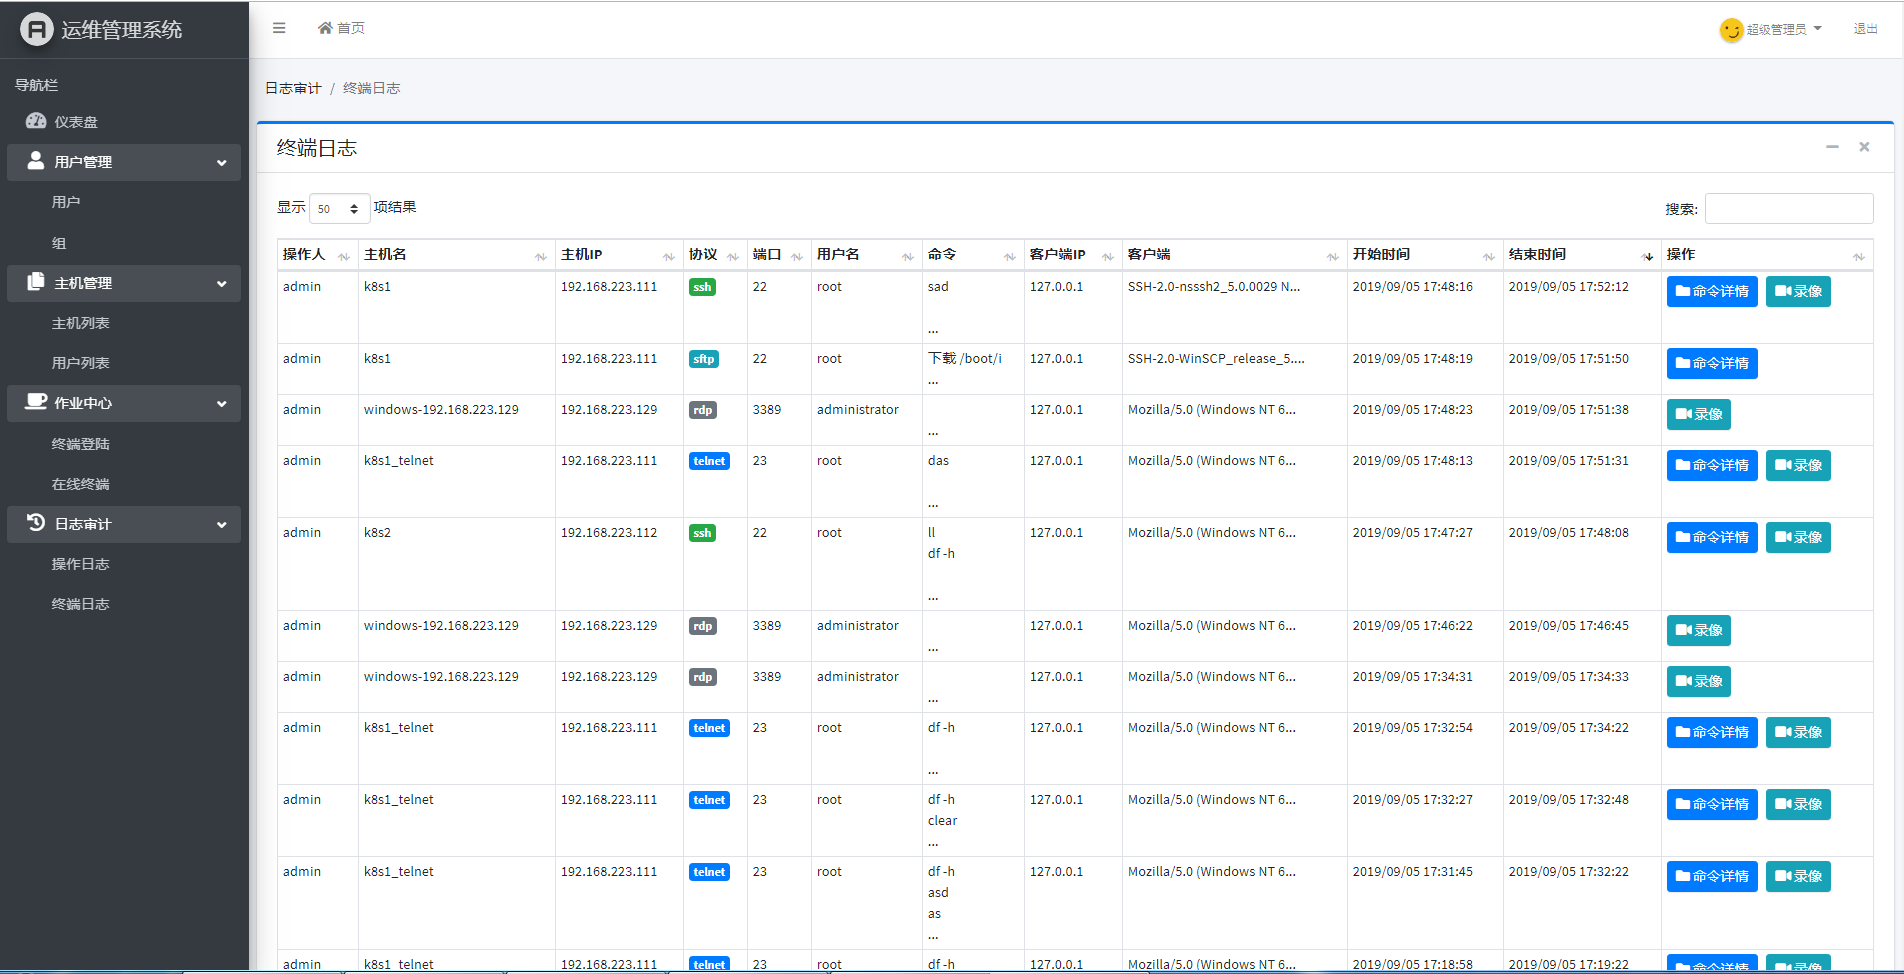 运维管理系统
首页
超级管理员
退出
导航栏
仪表盘
用户管理
用户
组
主机管理
主机列表
用户列表
作业中心
终端登陆
在线终端
日志审计
操作日志
终端日志
日志审计 / 终端日志
终端日志
显示 50 项结果
搜索:
操作人 主机名 主机IP 协议 端口 用户名 命令 客户端IP 客户端 开始时间 结束时间 操作
admin k8s1 192.168.223.111 ssh 22 root sad 127.0.0.1 SSH-2.0-nsssh2_5.0.0029 N... 2019/09/05 17:48:16 2019/09/05 17:52:12 命令详情 录像
...
admin k8s1 192.168.223.111 sftp 22 root 下载 /boot/i 127.0.0.1 SSH-2.0-WinSCP_release_5.... 2019/09/05 17:48:19 2019/09/05 17:51:50 命令详情
...
admin windows-192.168.223.129 192.168.223.129 rdp 3389 administrator 127.0.0.1 Mozilla/5.0 (Windows NT 6... 2019/09/05 17:48:23 2019/09/05 17:51:38 录像
...
admin k8s1_telnet 192.168.223.111 telnet 23 root das 127.0.0.1 Mozilla/5.0 (Windows NT 6... 2019/09/05 17:48:13 2019/09/05 17:51:31 命令详情 录像
...
admin k8s2 192.168.223.112 ssh 22 root ll 127.0.0.1 Mozilla/5.0 (Windows NT 6... 2019/09/05 17:47:27 2019/09/05 17:48:08 命令详情 录像
df -h
...
admin windows-192.168.223.129 192.168.223.129 rdp 3389 administrator 127.0.0.1 Mozilla/5.0 (Windows NT 6... 2019/09/05 17:46:22 2019/09/05 17:46:45 录像
...
admin windows-192.168.223.129 192.168.223.129 rdp 3389 administrator 127.0.0.1 Mozilla/5.0 (Windows NT 6... 2019/09/05 17:34:31 2019/09/05 17:34:33 录像
...
admin k8s1_telnet 192.168.223.111 telnet 23 root df -h 127.0.0.1 Mozilla/5.0 (Windows NT 6... 2019/09/05 17:32:54 2019/09/05 17:34:22 命令详情 录像
...
admin k8s1_telnet 192.168.223.111 telnet 23 root df -h 127.0.0.1 Mozilla/5.0 (Windows NT 6... 2019/09/05 17:32:27 2019/09/05 17:32:48 命令详情 录像
clear
...
admin k8s1_telnet 192.168.223.111 telnet 23 root df -h 127.0.0.1 Mozilla/5.0 (Windows NT 6... 2019/09/05 17:31:45 2019/09/05 17:32:22 命令详情 录像
asd
as
...
admin k8s1_telnet 192.168.223.111 telnet 23 root df -h 127.0.0.1 Mozilla/5.0 (Windows NT 6... 2019/09/05 17:18:58 2019/09/05 17:19:22 命令详情 录像